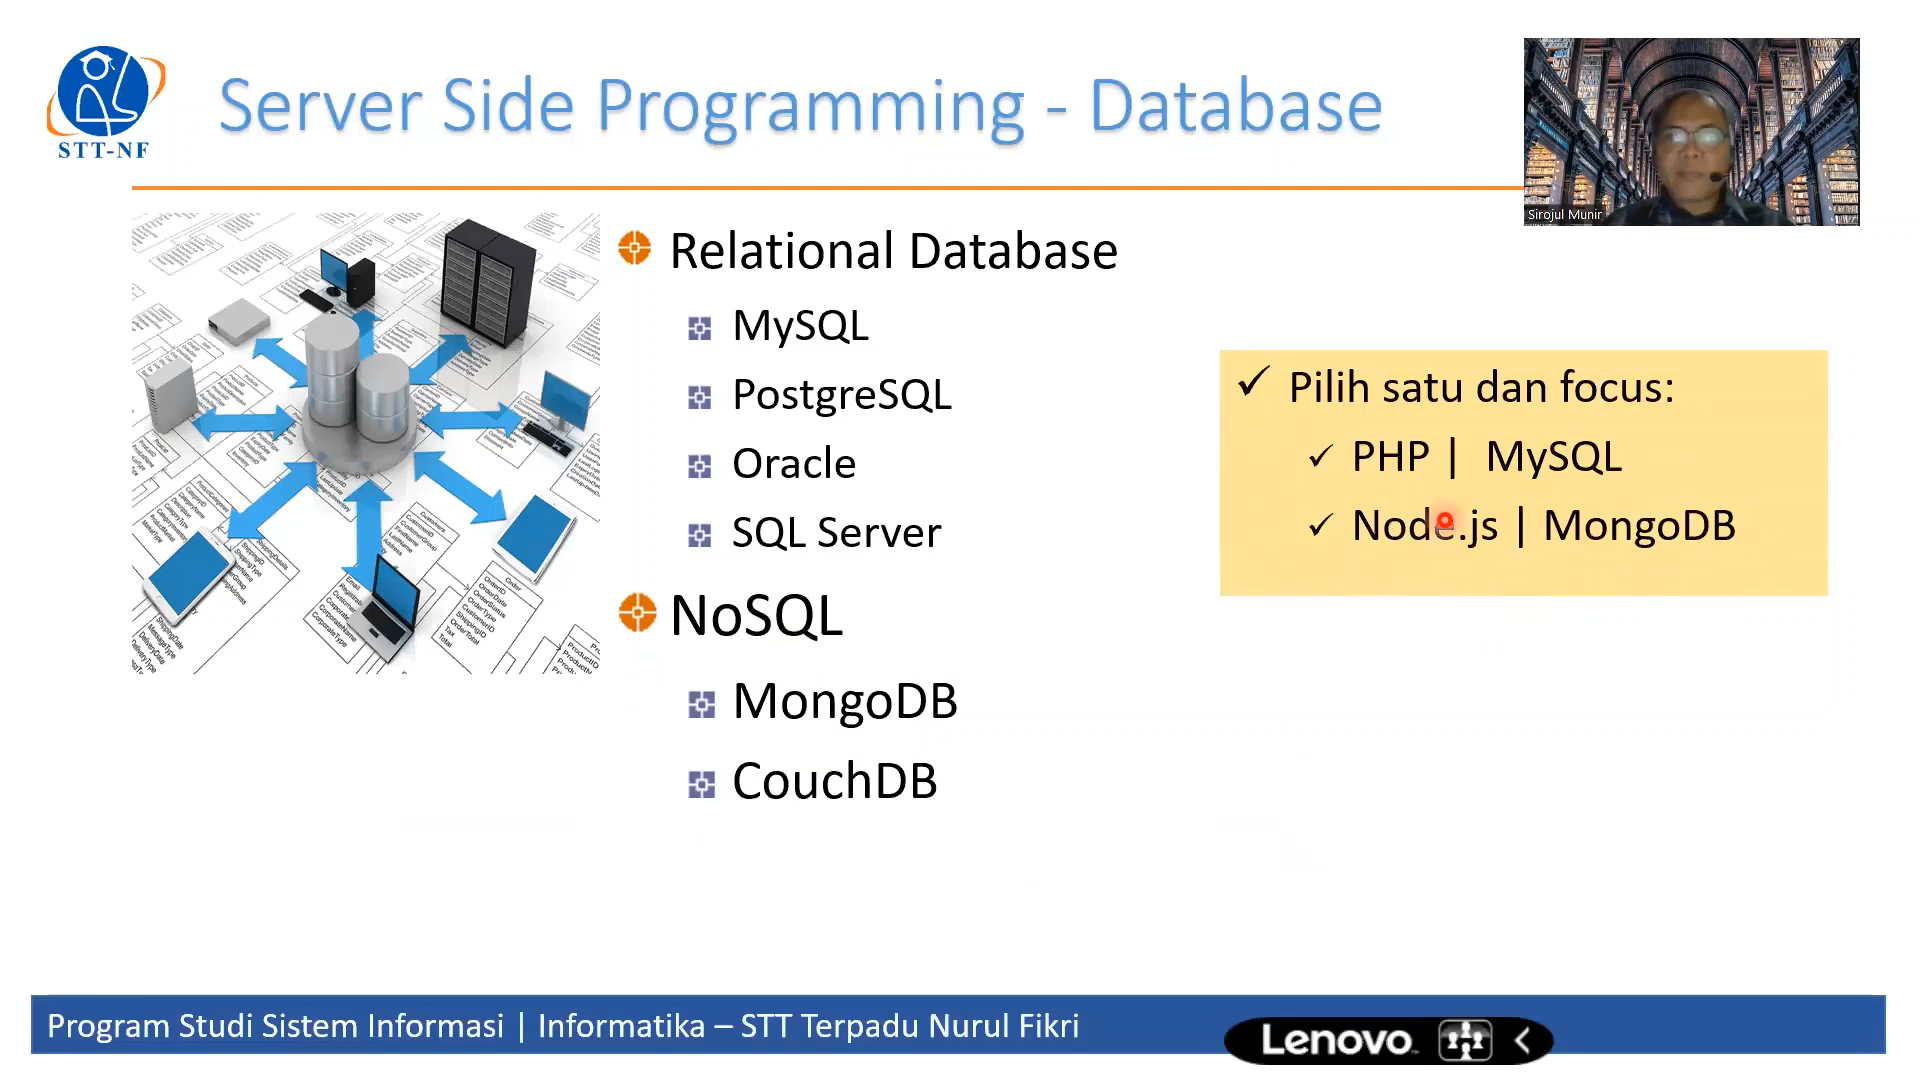 STT-NF
Server Side Programming - Database
Sirojul Munir
Relational Database
MySQL
PostgreSQL
Oracle
SQL Server
NoSQL
MongoDB
CouchDB
Pilih satu dan focus:
PHP | MySQL
Node.js | MongoDB
Program Studi Sistem Informasi | Informatika – STT Terpadu Nurul Fikri
Lenovo